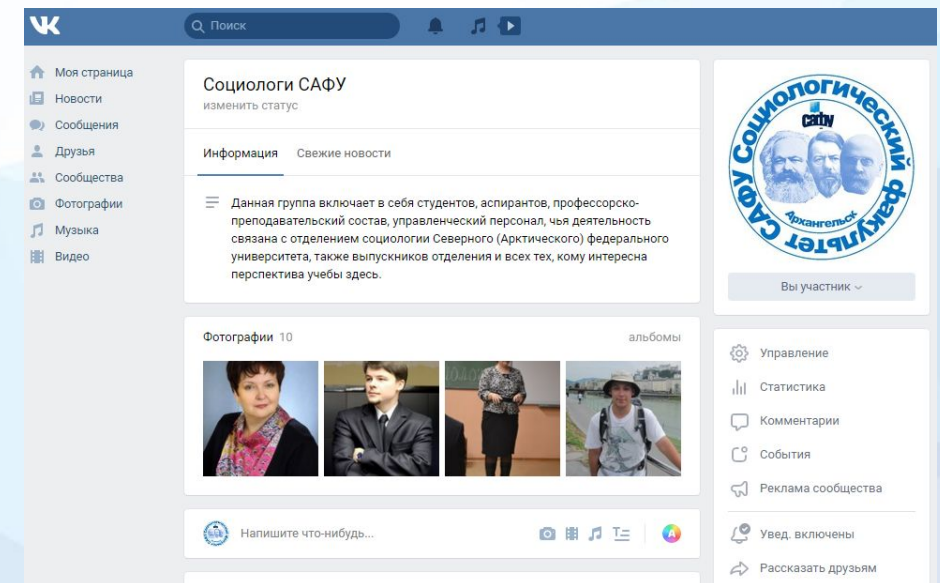 Поиск
Моя страница
Новости
Сообщения
Друзья
Сообщества
Фотографии
Музыка
Видео
Социологи САФУ
изменить статус
Информация Свежие новости
Данная группа включает в себя студентов, аспирантов, профессорско-
преподавательский состав, управленческий персонал, чья деятельность
связана с отделением социологии Северного (Арктического) федерального
университета, также выпускников отделения и всех тех, кому интересна
перспектива учебы здесь.
Фотографии 10 альбомы
Напишите что-нибудь...
Социологический факультет САФУ
сафу
Архангельск
Вы участник
Управление
Статистика
Комментарии
События
Реклама сообщества
Увед. включены
Рассказать друзьям